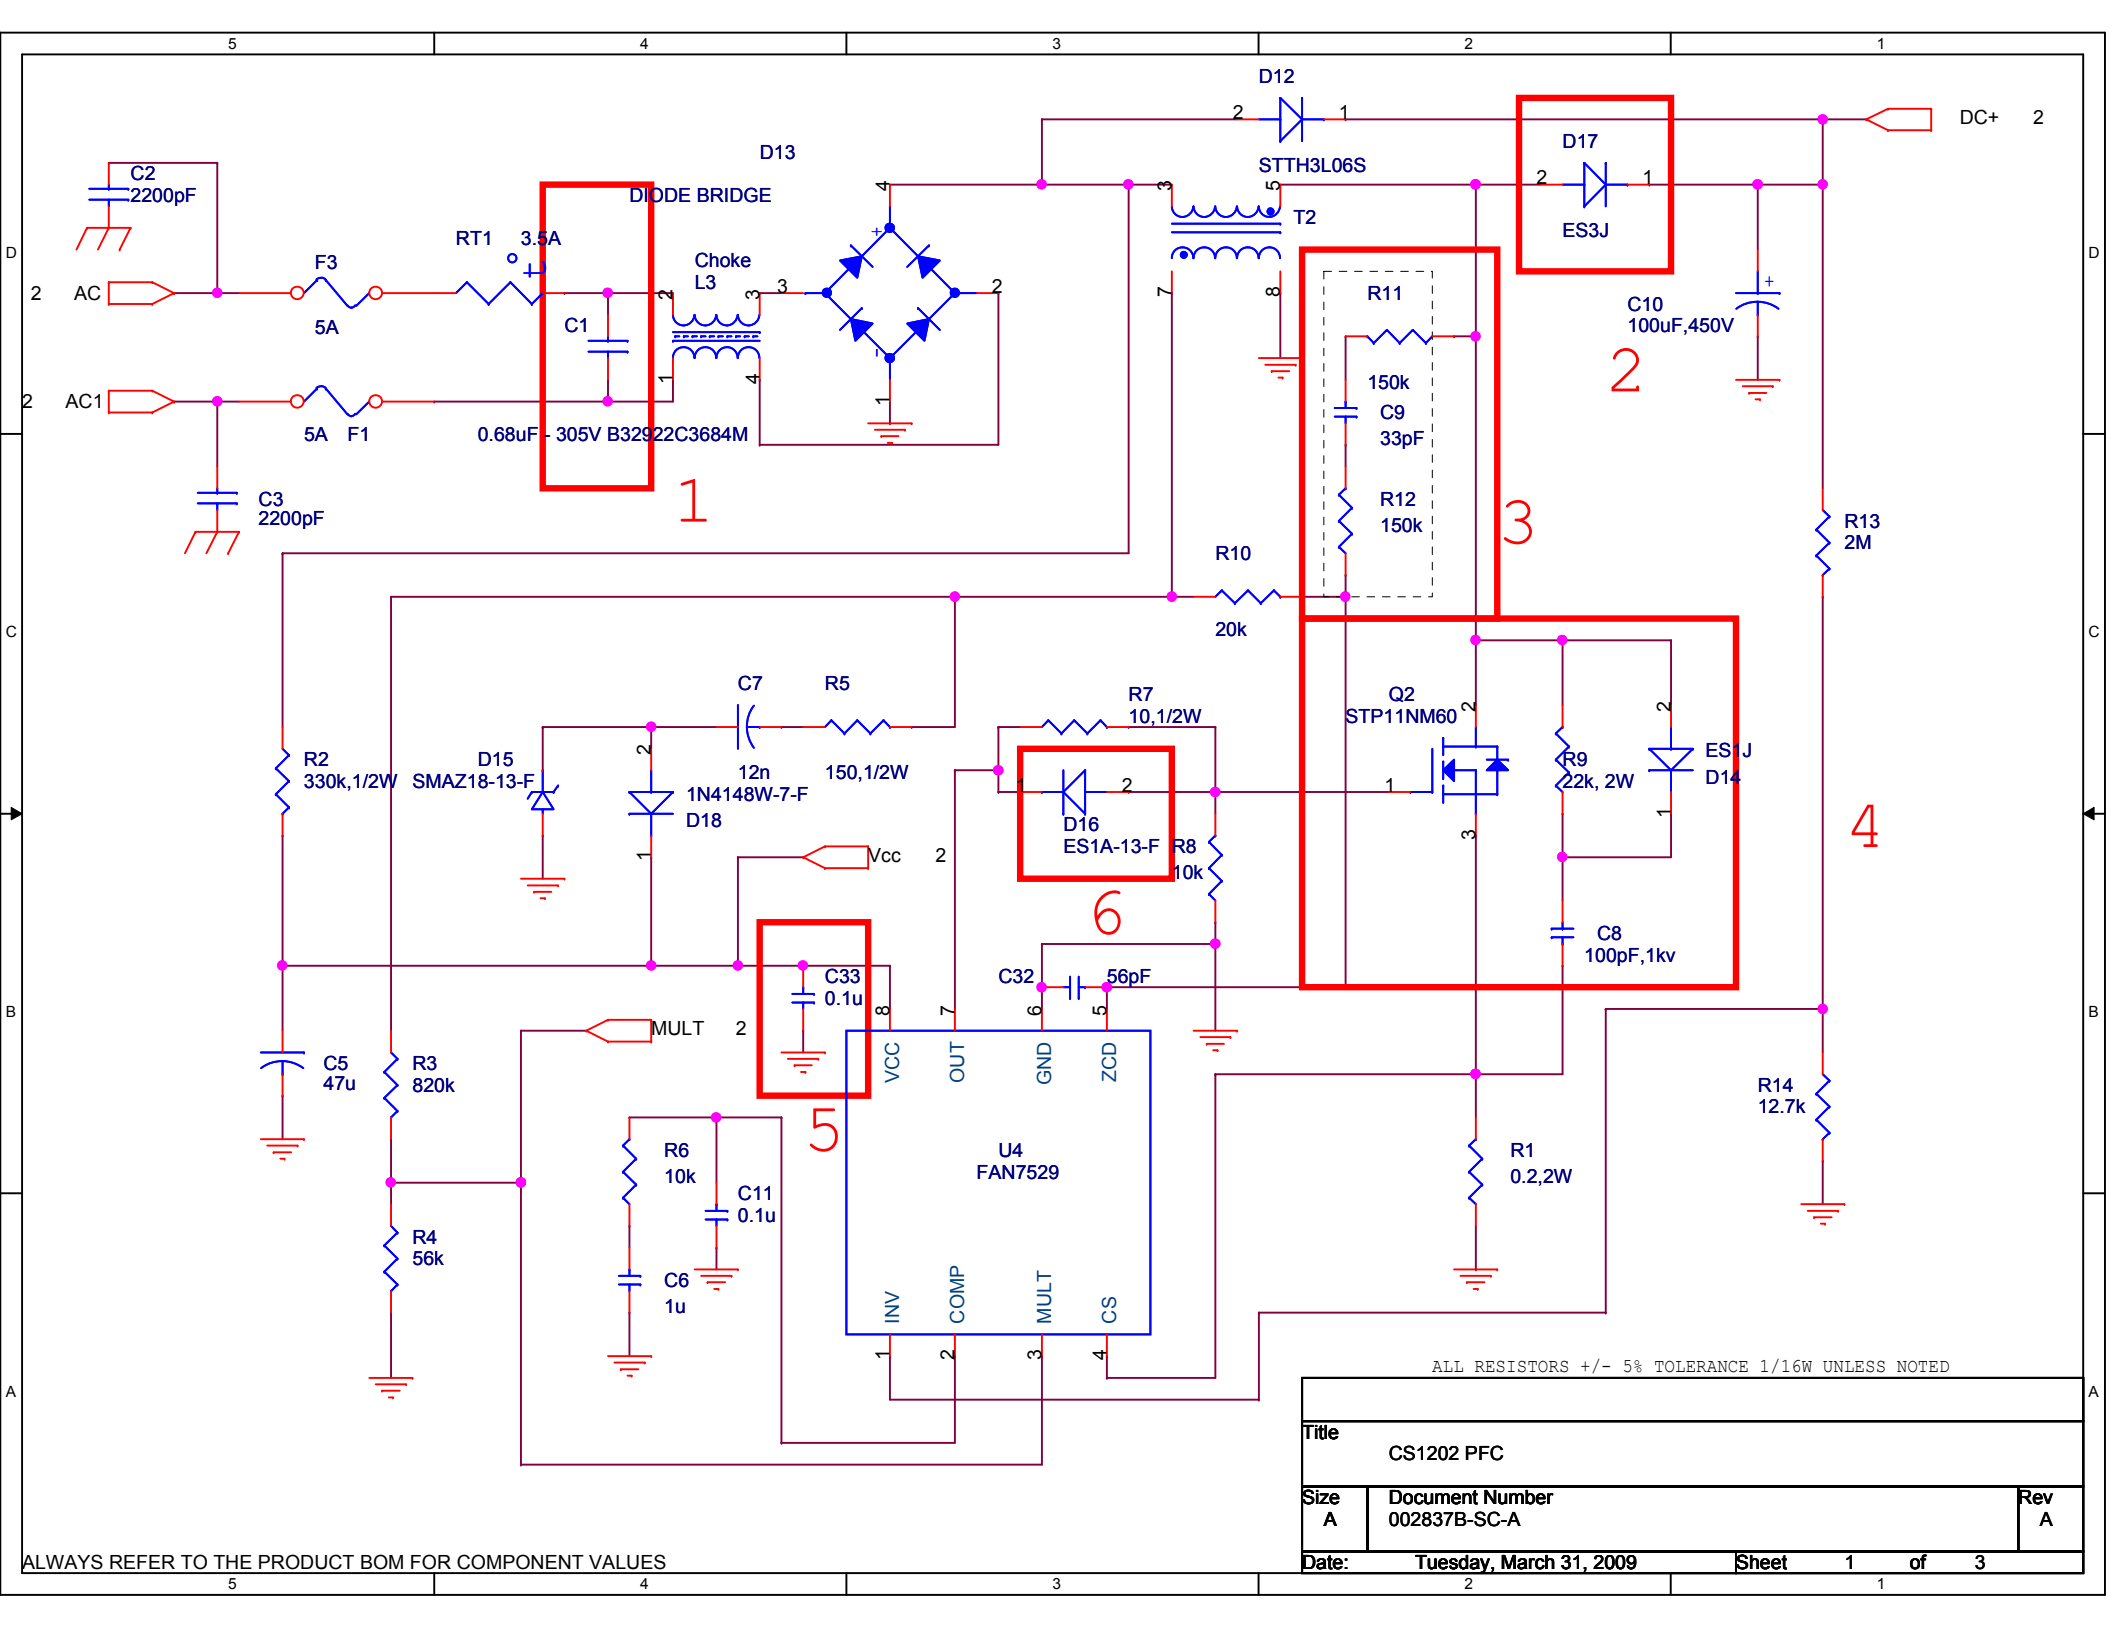 5 4 3 2 1
D12
2 1
DC+ 2
STTH3L06S
D17
2 1
ES3J
D13
DIODE BRIDGE
C2
2200pF
RT1 3.5A
t
F3
5A
2 AC
2 AC1
5A F1
C1
0.68uF - 305V B32922C3684M
Choke
L3
2 3
1 4
3 4 2 1
+
-
3 5
T2
7 8
C10
100uF,450V
+
1
2
3
R11
150k
C9
33pF
R12
150k
C3
2200pF
R13
2M
R10
20k
D D
C C
C7
12n
R5
150,1/2W
R7
10,1/2W
Q2
STP11NM60
2
1
3
R9
22k, 2W
2
ES1J
D14
1
R2
330k,1/2W
D15
SMAZ18-13-F
2
1N4148W-7-F
D18
1
1 2
D16
ES1A-13-F
R8
10k
4
Vcc 2
6
C8
100pF,1kv
C33
0.1u
C32 56pF
8 7 6 5
B B
MULT 2
5
VCC OUT GND ZCD
C5
47u
R3
820k
R14
12.7k
R6
10k
U4
FAN7529
R1
0.2,2W
C11
0.1u
R4
56k
C6
1u
INV COMP MULT CS
1 2 3 4
A A
ALL RESISTORS +/- 5% TOLERANCE 1/16W UNLESS NOTED
Title
CS1202 PFC
Size Document Number Rev
A 002837B-SC-A A
Date: Tuesday, March 31, 2009 Sheet 1 of 3
ALWAYS REFER TO THE PRODUCT BOM FOR COMPONENT VALUES
5 4 3 2 1